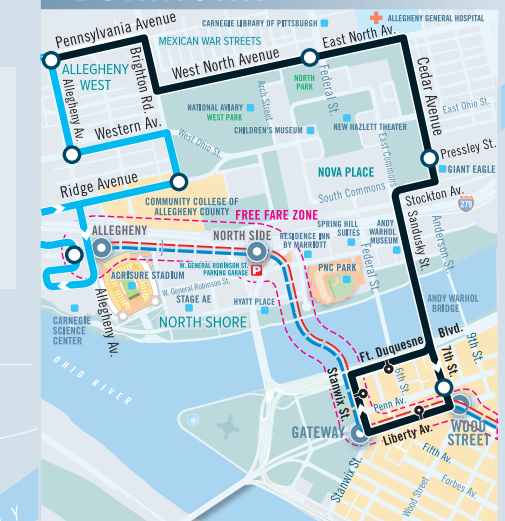 Pennsylvania Avenue
CARNEGIE LIBRARY OF PITTSBURGH
ALLEGHENY GENERAL HOSPITAL
MEXICAN WAR STREETS
East North Av.
ALLEGHENY
WEST
Brighton Rd.
West North Avenue
NORTH
PARK
Federal St.
Cedar Avenue
Allegheny Av.
Arch Street
NATIONAL AVIARY
WEST PARK
East Ohio St.
Western Av.
West Ohio St.
CHILDREN'S MUSEUM
NEW HAZLETT THEATER
East Commons
Pressley St.
GIANT EAGLE
NOVA PLACE
Ridge Avenue
South Commons
Stockton Av.
279
COMMUNITY COLLEGE OF
ALLEGHENY COUNTY
FREE FARE ZONE
ALLEGHENY
NORTH SIDE
SPRING HILL
SUITES
ANDY
WARHOL
MUSEUM
Sandusky St.
Anderson St.
RESIDENCE INN
BY MARRIOTT
Federal St.
W. GENERAL ROBINSON ST.
PARKING GARAGE
P
ACRISURE STADIUM
PNC PARK
W. General Robinson St.
STAGE AE
HYATT PLACE
Allegheny Av.
CARNEGIE
SCIENCE
CENTER
NORTH SHORE
ANDY WARHOL
BRIDGE
OHIO RIVER
Ft. Duquesne Blvd.
7th St.
9th St.
Stanwix St.
6th St.
Penn Av.
GATEWAY
Liberty Av.
WOOD
STREET
Stanwix St.
Fifth Av.
Forbes Av.
Wood Street